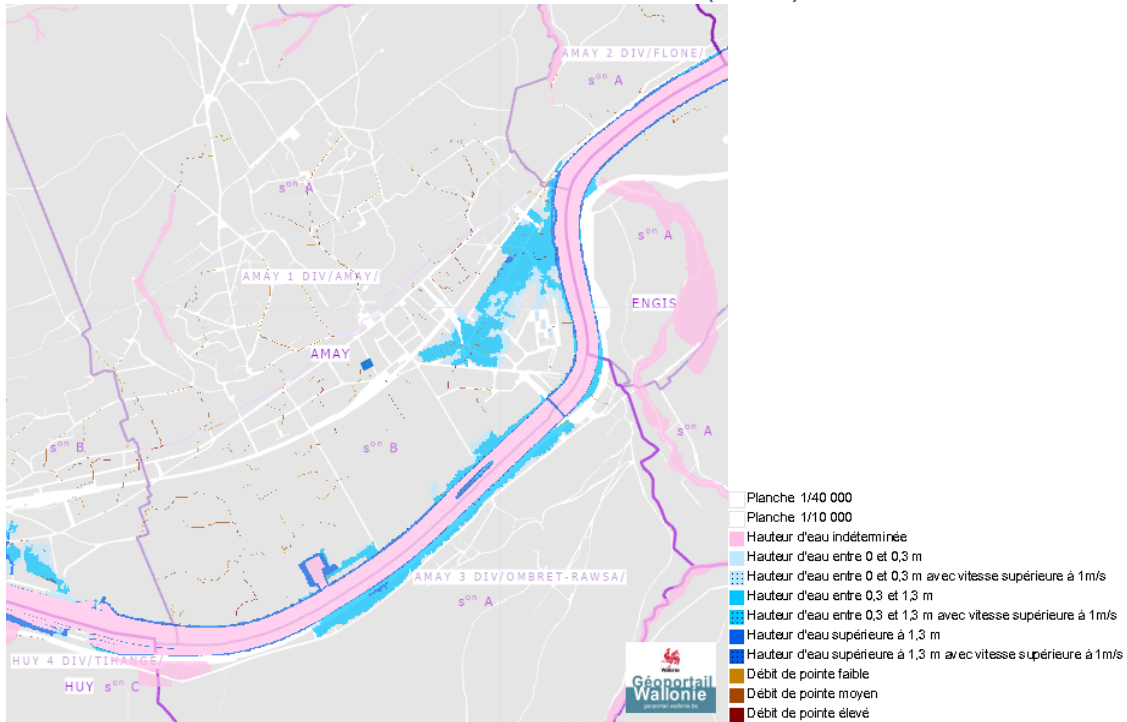 AMAY 2 DIV/FLONE/
sᵒⁿ A
sᵒⁿ A
sᵒⁿ A
AMAY 1 DIV/AMAY/
ENGIS
AMAY
sᵒⁿ B
sᵒⁿ B
sᵒⁿ A
AMAY 3 DIV/OMBRET-RAWSA/
sᵒⁿ A
HUY 4 DIV/TIHANGE/
HUY sᵒⁿ C
Wallonie
Géoportail
Wallonie
geoportail.wallonie.be
Planche 1/40 000
Planche 1/10 000
Hauteur d'eau indéterminée
Hauteur d'eau entre 0 et 0,3 m
Hauteur d'eau entre 0 et 0,3 m avec vitesse supérieure à 1m/s
Hauteur d'eau entre 0,3 et 1,3 m
Hauteur d'eau entre 0,3 et 1,3 m avec vitesse supérieure à 1m/s
Hauteur d'eau supérieure à 1,3 m
Hauteur d'eau supérieure à 1,3 m avec vitesse supérieure à 1m/s
Débit de pointe faible
Débit de pointe moyen
Débit de pointe élevé